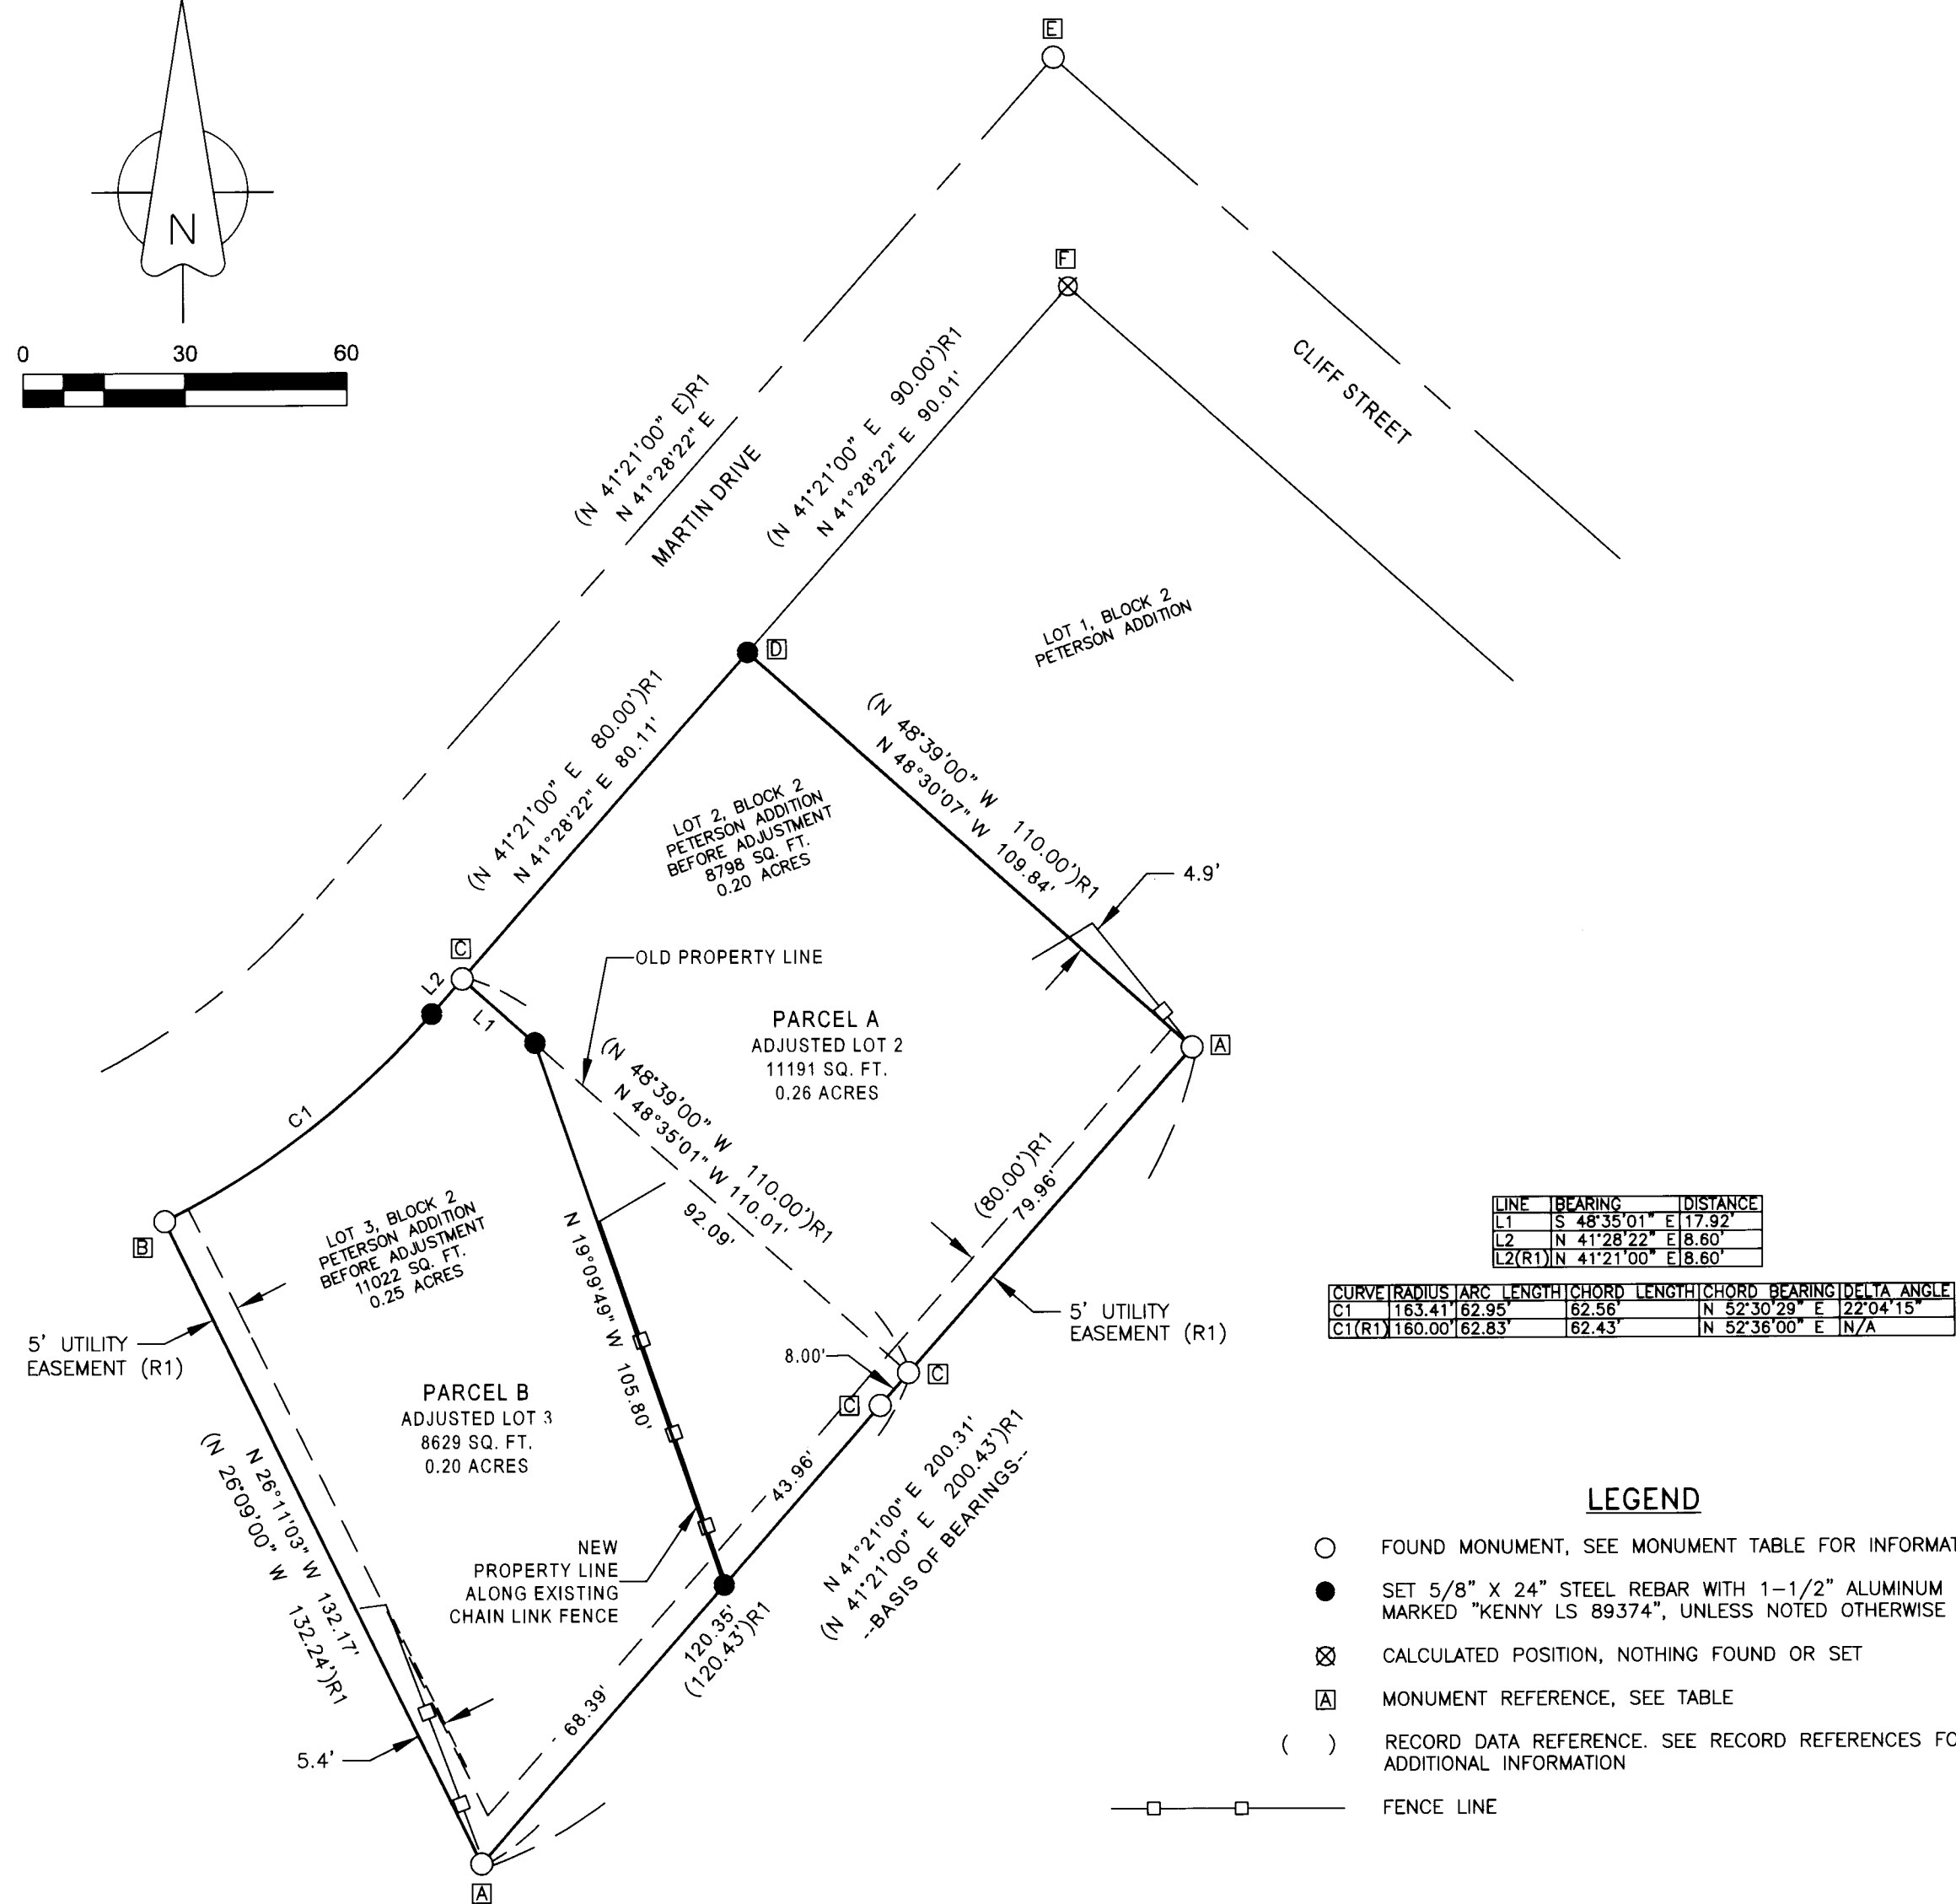 E
N
0 30 60
F
CLIFF STREET
(N 41°21'00" E)R1
N 41°28'22" E
MARTIN DRIVE
(N 41°21'00" E 90.00')R1
N 41°28'22" E 90.01'
LOT 1, BLOCK 2
PETERSON ADDITION
D
(N 41°21'00" E 80.00')R1
N 41°28'22" E 80.11'
LOT 2, BLOCK 2
PETERSON ADDITION
BEFORE ADJUSTMENT
8798 SQ. FT.
0.20 ACRES
(N 48°39'00" W 110.00')R1
N 48°30'07" W 109.84'
4.9'
C
L2
L1
OLD PROPERTY LINE
PARCEL A
ADJUSTED LOT 2
11191 SQ. FT.
0.26 ACRES
A
C1
(N 48°39'00" W 110.00')R1
N 48°35'01" W 110.01'
92.09'
(80.00')R1
79.96'
B
LOT 3, BLOCK 2
PETERSON ADDITION
BEFORE ADJUSTMENT
11022 SQ. FT.
0.25 ACRES
N 19°09'49" W 105.80'
5' UTILITY
EASEMENT (R1)
5' UTILITY
EASEMENT (R1)
8.00'
C
C
PARCEL B
ADJUSTED LOT 3
8629 SQ. FT.
0.20 ACRES
N 26°11'03" W 132.17'
(N 26°09'00" W 132.24')R1
43.96'
N 41°21'00" E 200.31'
(N 41°21'00" E 200.43')R1
--BASIS OF BEARINGS--
NEW
PROPERTY LINE
ALONG EXISTING
CHAIN LINK FENCE
120.35'
(120.43')R1
68.39'
5.4'
A
LINE BEARING DISTANCE
L1 S 48°35'01" E 17.92'
L2 N 41°28'22" E 8.60'
L2(R1) N 41°21'00" E 8.60'
CURVE RADIUS ARC LENGTH CHORD LENGTH CHORD BEARING DELTA ANGLE
C1 163.41' 62.95' 62.56' N 52°30'29" E 22°04'15"
C1(R1) 160.00' 62.83' 62.43' N 52°36'00" E N/A
LEGEND
FOUND MONUMENT, SEE MONUMENT TABLE FOR INFORMAT
SET 5/8" X 24" STEEL REBAR WITH 1-1/2" ALUMINUM
MARKED "KENNY LS 89374", UNLESS NOTED OTHERWISE
CALCULATED POSITION, NOTHING FOUND OR SET
A MONUMENT REFERENCE, SEE TABLE
( ) RECORD DATA REFERENCE. SEE RECORD REFERENCES FO
ADDITIONAL INFORMATION
FENCE LINE